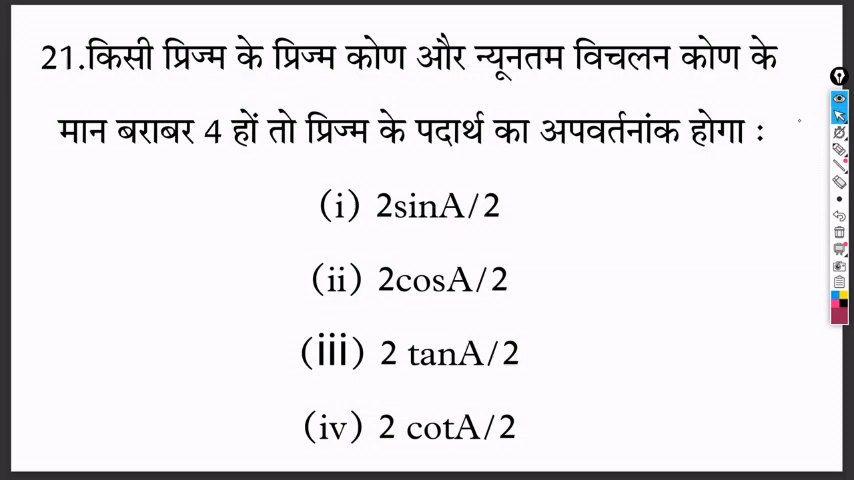 21.किसी प्रिज्म के प्रिज्म कोण और न्यूनतम विचलन कोण के
मान बराबर 4 हों तो प्रिज्म के पदार्थ का अपवर्तनांक होगा :
(i) 2sinA/2
(ii) 2cosA/2
(iii) 2 tanA/2
(iv) 2 cotA/2